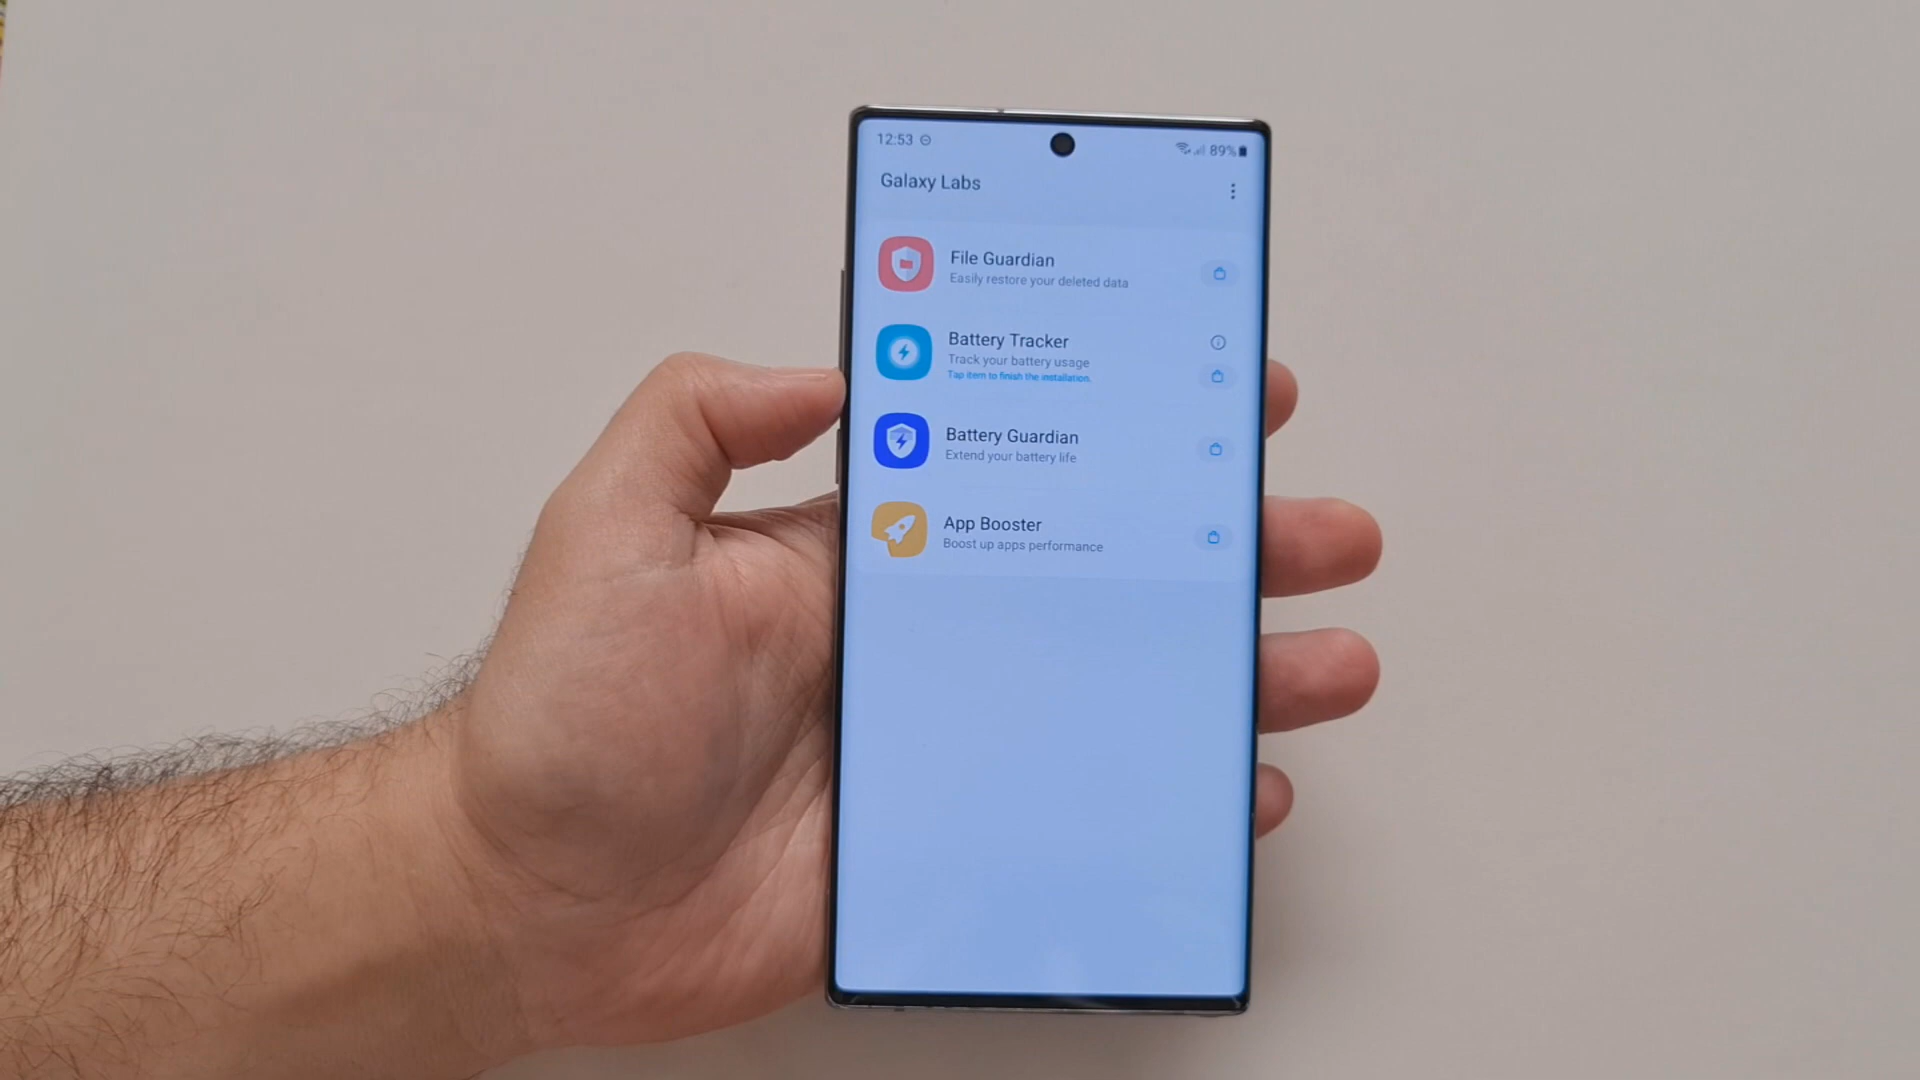 12:53
89%
Galaxy Labs
File Guardian
Easily restore your deleted data
Battery Tracker
Track your battery usage
Tap item to finish the installation.
Battery Guardian
Extend your battery life
App Booster
Boost up apps performance